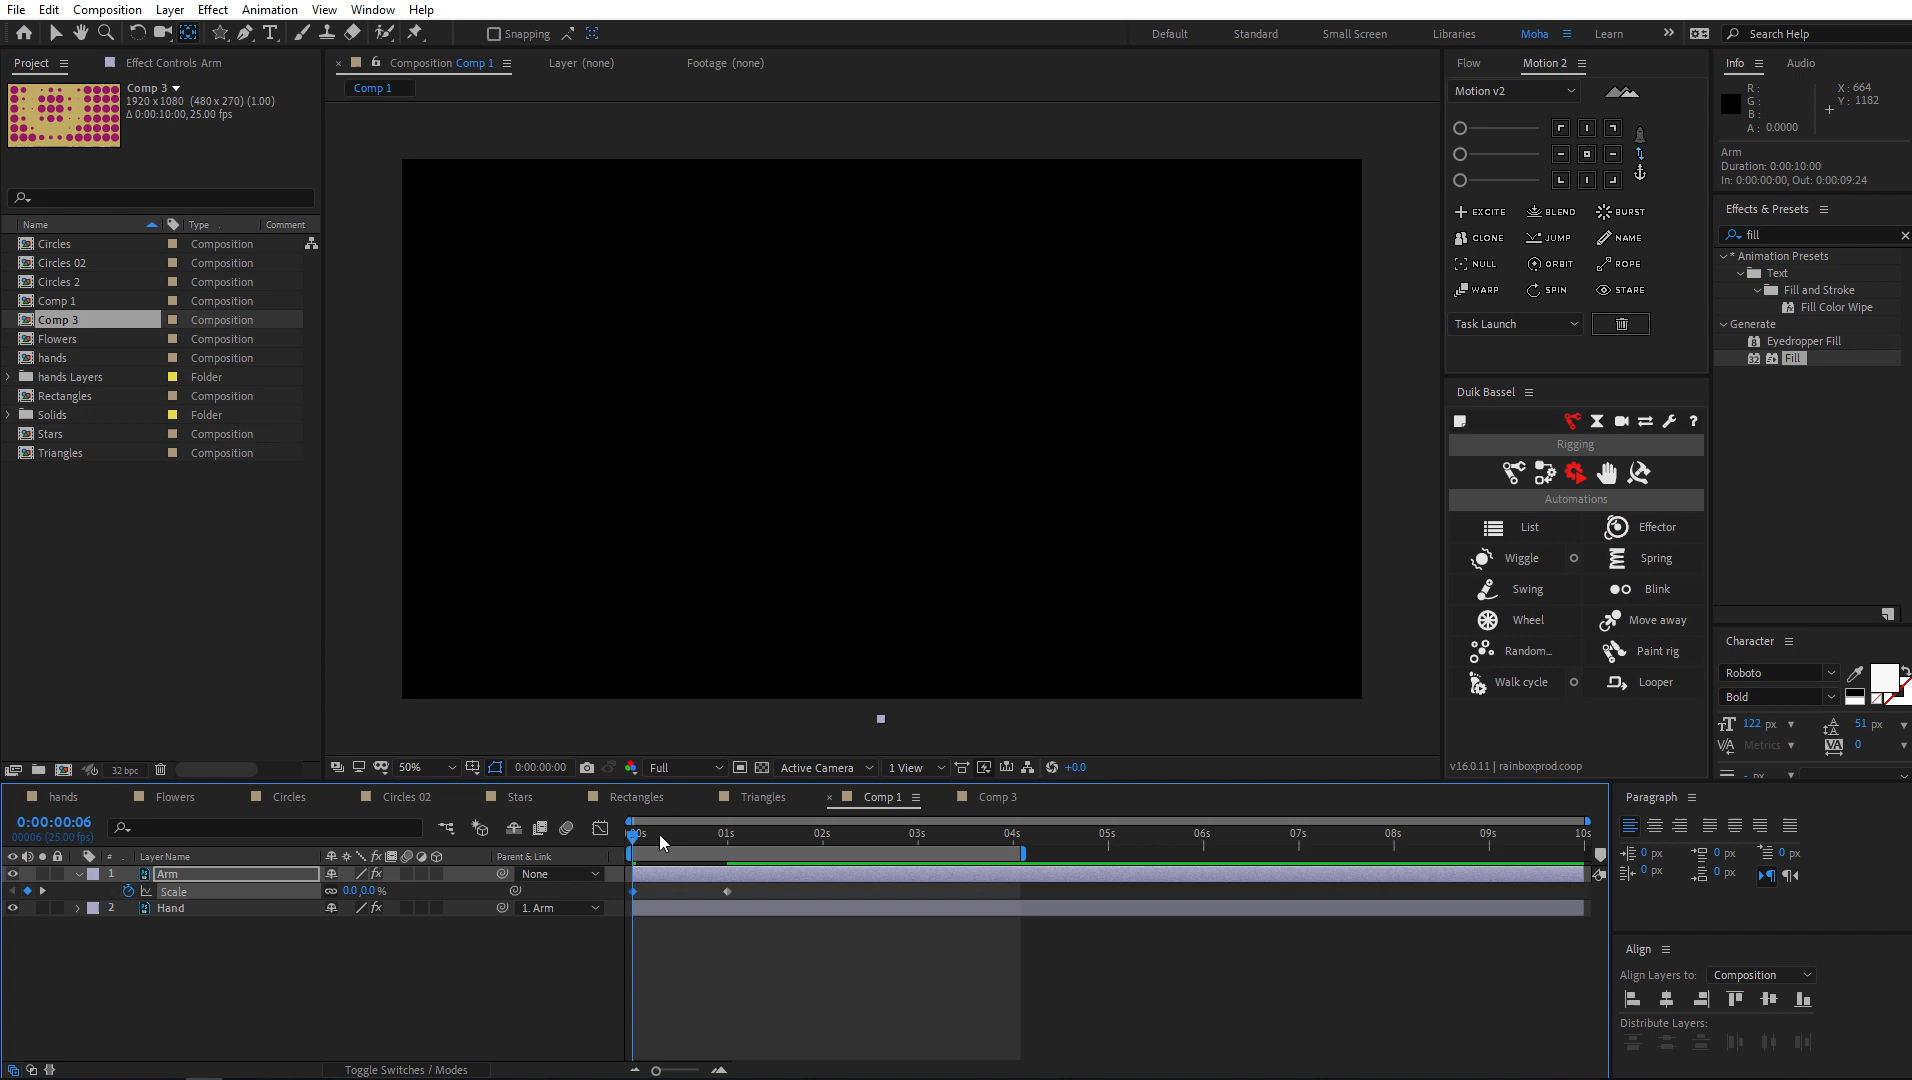 File Edit Composition Layer Effect Animation View Window Help
Snapping
Default Standard Small Screen Libraries Moha Learn Search Help
Project Effect Controls Arm
Composition Comp 1 Layer (none) Footage (none)
Flow Motion 2
Info Audio
Comp 3
1920 x 1080 (480 x 270) (1.00)
Δ 0:00:10:00, 25.00 fps
Comp 1
Motion v2
R :
G :
B :
A : 0.0000
X : 664
Y : 1182
Arm
Duration: 0:00:10:00
In: 0:00:00:00, Out: 0:00:09:24
Name Type Comment
Circles Composition
Circles 02 Composition
Circles 2 Composition
Comp 1 Composition
Comp 3 Composition
Flowers Composition
hands Composition
hands Layers Folder
Rectangles Composition
Solids Folder
Stars Composition
Triangles Composition
EXCITE BLEND BURST
CLONE JUMP NAME
NULL ORBIT ROPE
WARP SPIN STARE
Task Launch
Effects & Presets
fill
* Animation Presets
Text
Fill and Stroke
Fill Color Wipe
Generate
Eyedropper Fill
Fill
Duik Bassel
?
Rigging
Automations
List Effector
Wiggle Spring
Swing Blink
Wheel Move away
Random... Paint rig
Walk cycle Looper
v16.0.11 | rainboxprod.coop
Character
Roboto
Bold
122 px 51 px
Metrics 0
32 bpc
50% 0:00:00:00 Full Active Camera 1 View +0.0
hands Flowers Circles Circles 02 Stars Rectangles Triangles Comp 1 Comp 3
0:00:00:06
00006 (25.00 fps)
00s 01s 02s 03s 04s 05s 06s 07s 08s 09s 10s
# Layer Name Parent & Link
1 Arm None
Scale 0.0,0.0 %
2 Hand 1. Arm
Toggle Switches / Modes
Paragraph
0 px 0 px 0 px
0 px 0 px
Align
Align Layers to: Composition
Distribute Layers: